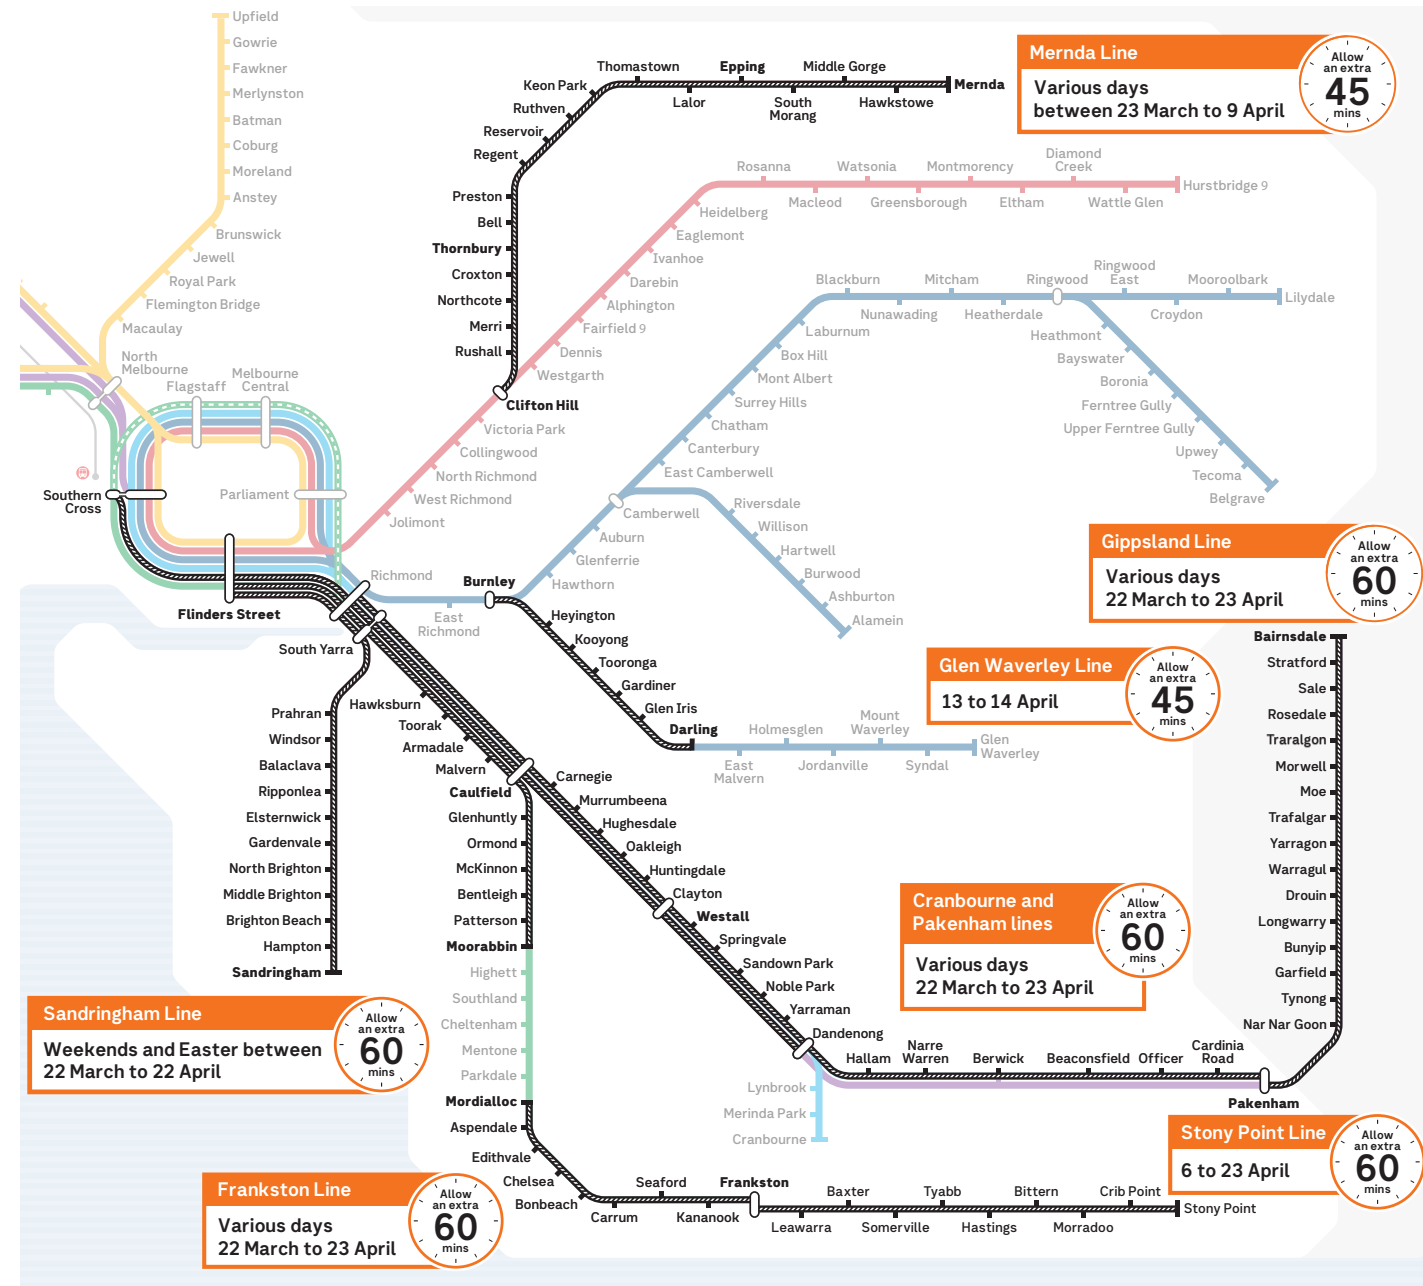 Upfield
Gowrie
Fawkner
Merlynston
Batman
Coburg
Moreland
Anstey
Brunswick
Jewell
Royal Park
Flemington Bridge
Macaulay
North
Melbourne
Flagstaff
Melbourne
Central
Parliament
Southern
Cross
Flinders Street
Thomastown
Epping
Middle Gorge
Keon Park
Mernda
Lalor
South
Morang
Hawkstowe
Ruthven
Reservoir
Regent
Preston
Bell
Thornbury
Croxton
Northcote
Merri
Rushall
Clifton Hill
Mernda Line
Various days
between 23 March to 9 April
Allow
an extra
45
mins
Rosanna
Watsonia
Montmorency
Diamond
Creek
Hurstbridge 9
Macleod
Greensborough
Eltham
Wattle Glen
Heidelberg
Eaglemont
Ivanhoe
Darebin
Alphington
Fairfield 9
Dennis
Westgarth
Victoria Park
Collingwood
North Richmond
West Richmond
Jolimont
Blackburn
Mitcham
Ringwood
Ringwood
East
Mooroolbark
Lilydale
Nunawading
Heatherdale
Croydon
Laburnum
Box Hill
Mont Albert
Surrey Hills
Chatham
Canterbury
East Camberwell
Camberwell
Auburn
Glenferrie
Hawthorn
Heathmont
Bayswater
Boronia
Ferntree Gully
Upper Ferntree Gully
Upwey
Tecoma
Belgrave
Riversdale
Willison
Hartwell
Burwood
Ashburton
Alamein
Richmond
East
Richmond
Burnley
Heyington
Kooyong
Tooronga
Gardiner
Glen Iris
Darling
Holmesglen
Mount
Waverley
Glen
Waverley
East
Malvern
Jordanville
Syndal
Gippsland Line
Various days
22 March to 23 April
Allow
an extra
60
mins
Glen Waverley Line
13 to 14 April
Allow
an extra
45
mins
Bairnsdale
Stratford
Sale
Rosedale
Traralgon
Morwell
Moe
Trafalgar
Yarragon
Warragul
Drouin
Longwarry
Bunyip
Garfield
Tynong
Nar Nar Goon
South Yarra
Prahran
Windsor
Balaclava
Ripponlea
Elsternwick
Gardenvale
North Brighton
Middle Brighton
Brighton Beach
Hampton
Sandringham
Hawksburn
Toorak
Armadale
Malvern
Caulfield
Carnegie
Murrumbeena
Hughesdale
Oakleigh
Huntingdale
Clayton
Westall
Springvale
Sandown Park
Noble Park
Yarraman
Dandenong
Glenhuntly
Ormond
McKinnon
Bentleigh
Patterson
Moorabbin
Highett
Southland
Cheltenham
Mentone
Parkdale
Mordialloc
Aspendale
Edithvale
Chelsea
Bonbeach
Cranbourne and
Pakenham lines
Various days
22 March to 23 April
Allow
an extra
60
mins
Hallam
Narre
Warren
Berwick
Beaconsfield
Officer
Cardinia
Road
Pakenham
Lynbrook
Merinda Park
Cranbourne
Sandringham Line
Weekends and Easter between
22 March to 22 April
Allow
an extra
60
mins
Stony Point Line
6 to 23 April
Allow
an extra
60
mins
Frankston Line
Various days
22 March to 23 April
Allow
an extra
60
mins
Seaford
Frankston
Carrum
Kananook
Baxter
Tyabb
Bittern
Crib Point
Stony Point
Leawarra
Somerville
Hastings
Morradoo